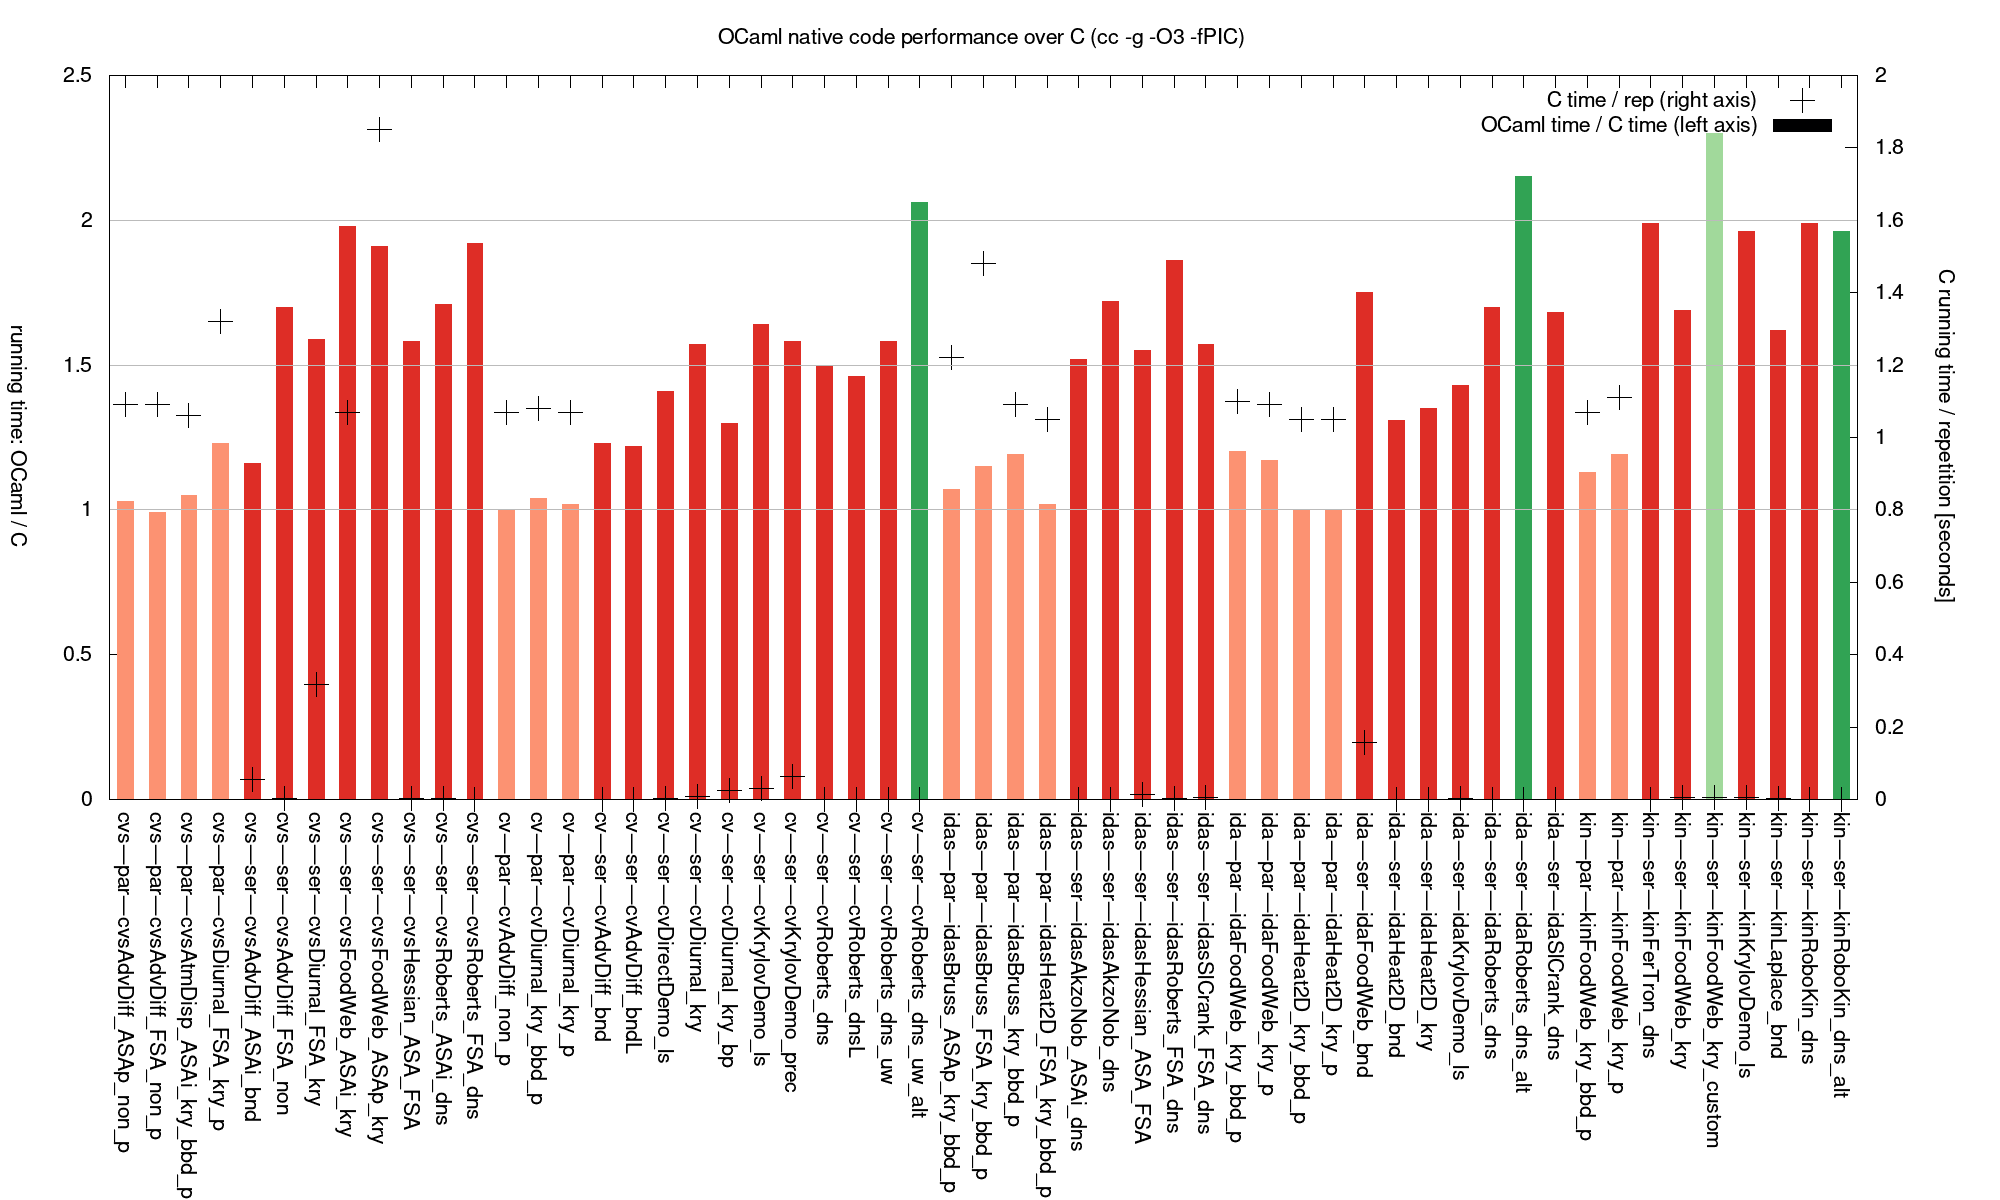 OCaml native code performance over C (cc -g -O3 -fPIC)
C time / rep (right axis)
OCaml time / C time (left axis)
running time: OCaml / C
2.5
2
1.5
1
0.5
0
2
1.8
1.6
1.4
1.2
1
0.8
0.6
0.4
0.2
0
C running time / repetition [seconds]
cvs—par—cvsAdvDiff_ASAp_non_p
cvs—par—cvsAdvDiff_FSA_non_p
cvs—par—cvsAtmDisp_ASAi_kry_bbd_p
cvs—par—cvsDiurnal_FSA_kry_p
cvs—ser—cvsAdvDiff_ASAi_bnd
cvs—ser—cvsAdvDiff_FSA_non
cvs—ser—cvsDiurnal_FSA_kry
cvs—ser—cvsFoodWeb_ASAi_kry
cvs—ser—cvsFoodWeb_ASAp_kry
cvs—ser—cvsHessian_ASA_FSA
cvs—ser—cvsRoberts_ASAi_dns
cvs—ser—cvsRoberts_FSA_dns
cv—par—cvAdvDiff_non_p
cv—par—cvDiurnal_kry_bbd_p
cv—par—cvDiurnal_kry_p
cv—ser—cvAdvDiff_bnd
cv—ser—cvAdvDiff_bndL
cv—ser—cvDirectDemo_ls
cv—ser—cvDiurnal_kry
cv—ser—cvDiurnal_kry_bp
cv—ser—cvKrylovDemo_ls
cv—ser—cvKrylovDemo_prec
cv—ser—cvRoberts_dns
cv—ser—cvRoberts_dnsL
cv—ser—cvRoberts_dns_uw
cv—ser—cvRoberts_dns_uw_alt
idas—par—idasBruss_ASAp_kry_bbd_p
idas—par—idasBruss_FSA_kry_bbd_p
idas—par—idasBruss_kry_bbd_p
idas—par—idasHeat2D_FSA_kry_bbd_p
idas—ser—idasAkzoNob_ASAi_dns
idas—ser—idasAkzoNob_dns
idas—ser—idasHessian_ASA_FSA
idas—ser—idasRoberts_FSA_dns
idas—ser—idasSlCrank_FSA_dns
ida—par—idaFoodWeb_kry_bbd_p
ida—par—idaFoodWeb_kry_p
ida—par—idaHeat2D_kry_bbd_p
ida—par—idaHeat2D_kry_p
ida—ser—idaFoodWeb_bnd
ida—ser—idaHeat2D_bnd
ida—ser—idaHeat2D_kry
ida—ser—idaKrylovDemo_ls
ida—ser—idaRoberts_dns
ida—ser—idaRoberts_dns_alt
ida—ser—idaSlCrank_dns
kin—par—kinFoodWeb_kry_bbd_p
kin—par—kinFoodWeb_kry_p
kin—ser—kinFerTron_dns
kin—ser—kinFoodWeb_kry
kin—ser—kinFoodWeb_kry_custom
kin—ser—kinKrylovDemo_ls
kin—ser—kinLaplace_bnd
kin—ser—kinRoboKin_dns
kin—ser—kinRoboKin_dns_alt